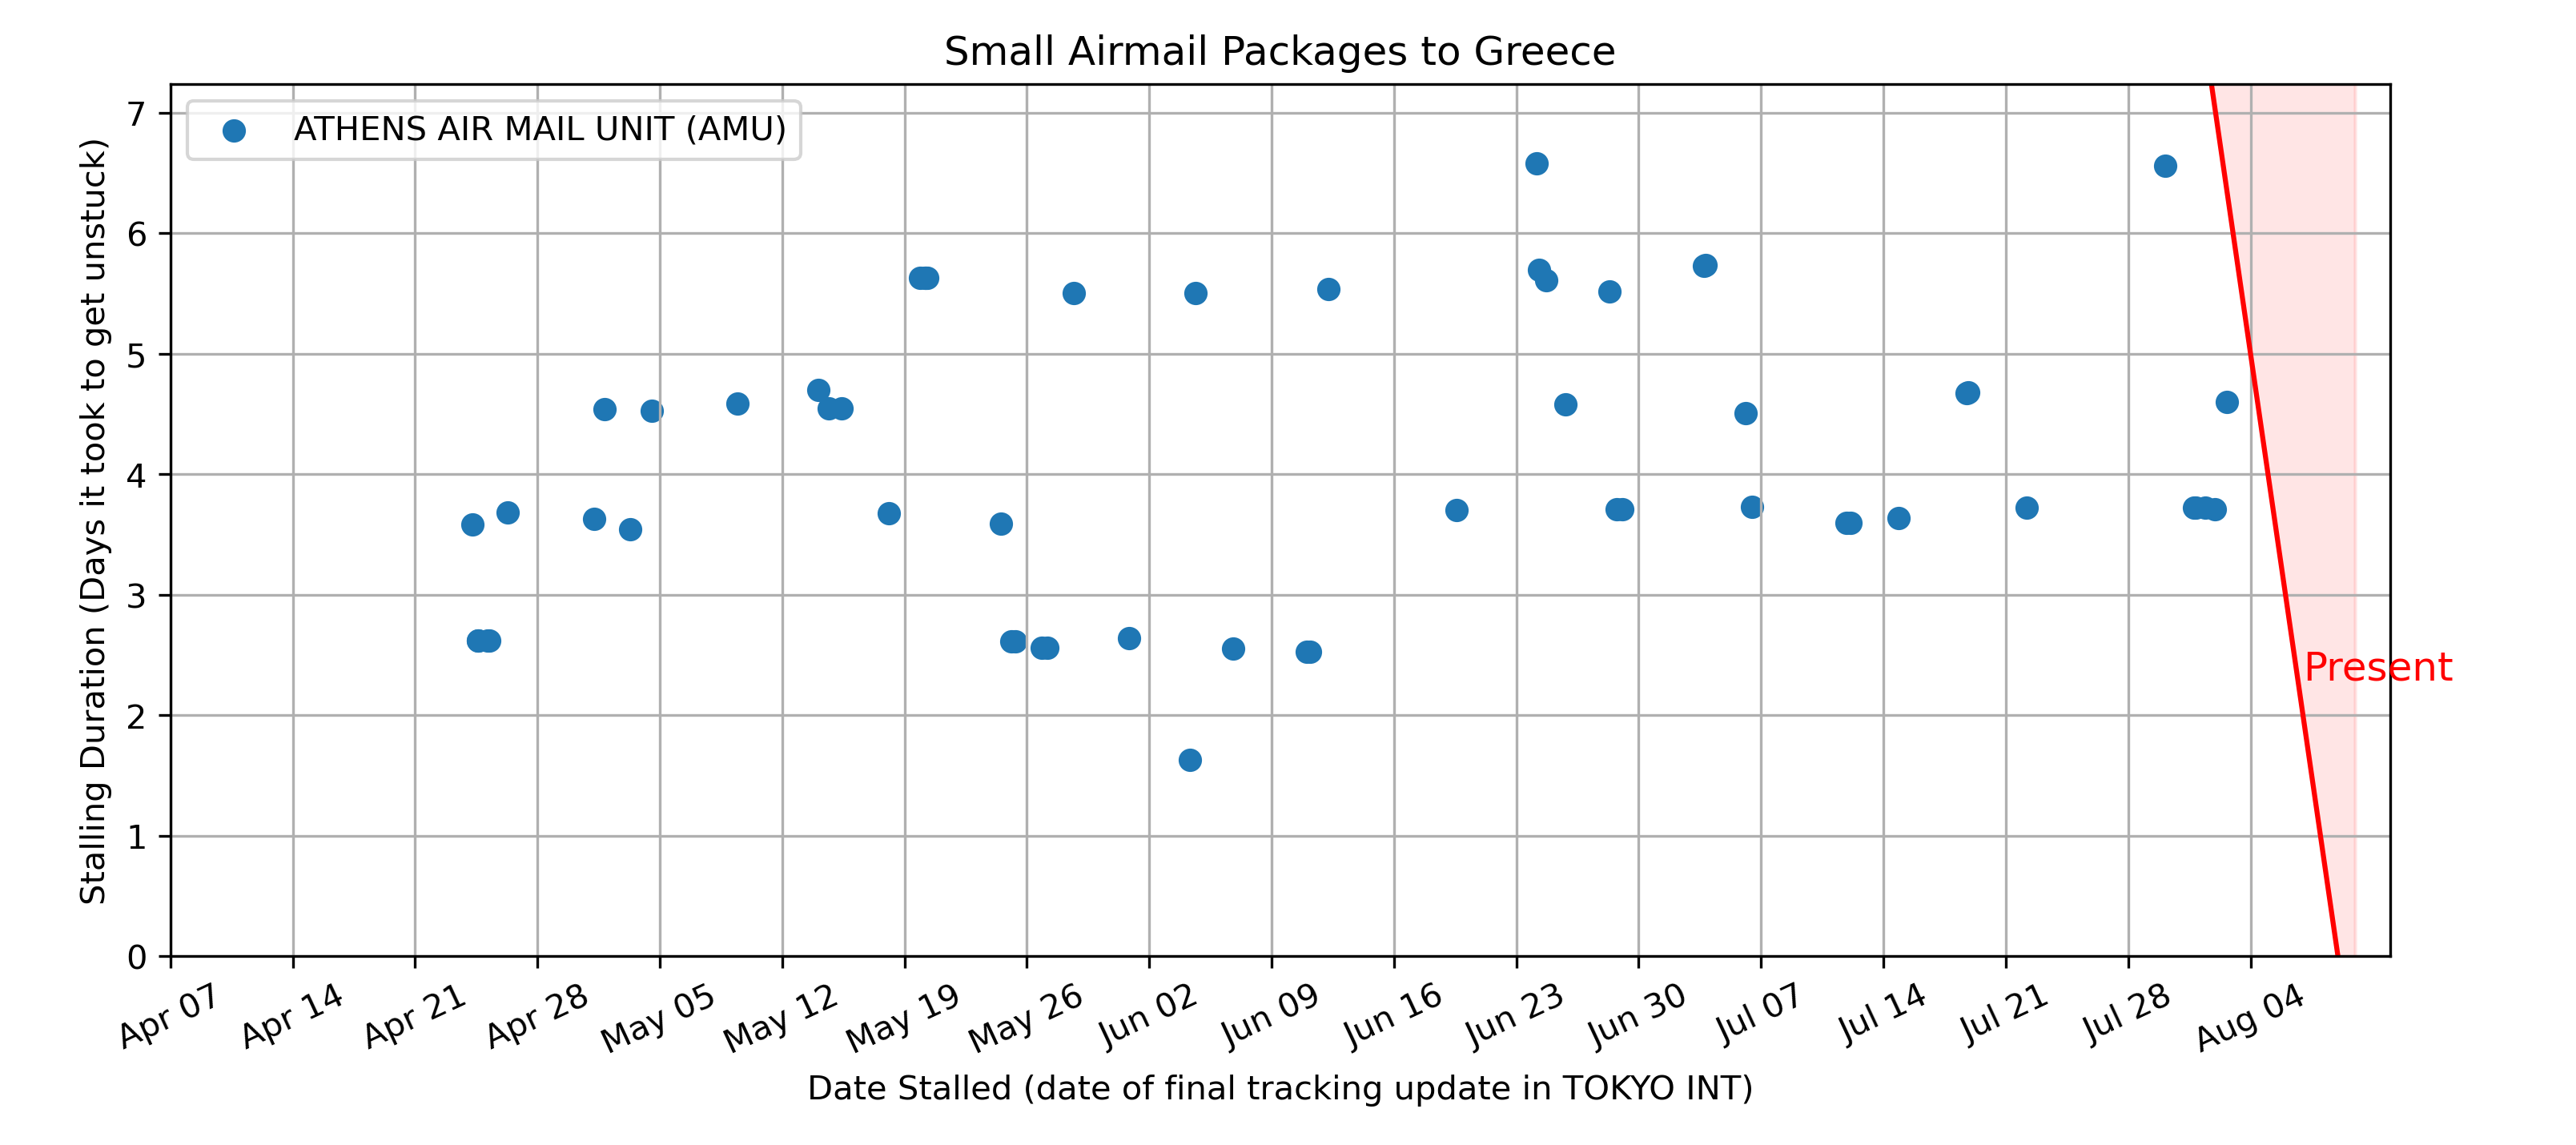 Small Airmail Packages to Greece
ATHENS AIR MAIL UNIT (AMU)
Stalling Duration (Days it took to get unstuck)
7
6
5
4
3
2
1
0
Present
Apr 07
Apr 14
Apr 21
Apr 28
May 05
May 12
May 19
May 26
Jun 02
Jun 09
Jun 16
Jun 23
Jun 30
Jul 07
Jul 14
Jul 21
Jul 28
Aug 04
Date Stalled (date of final tracking update in TOKYO INT)